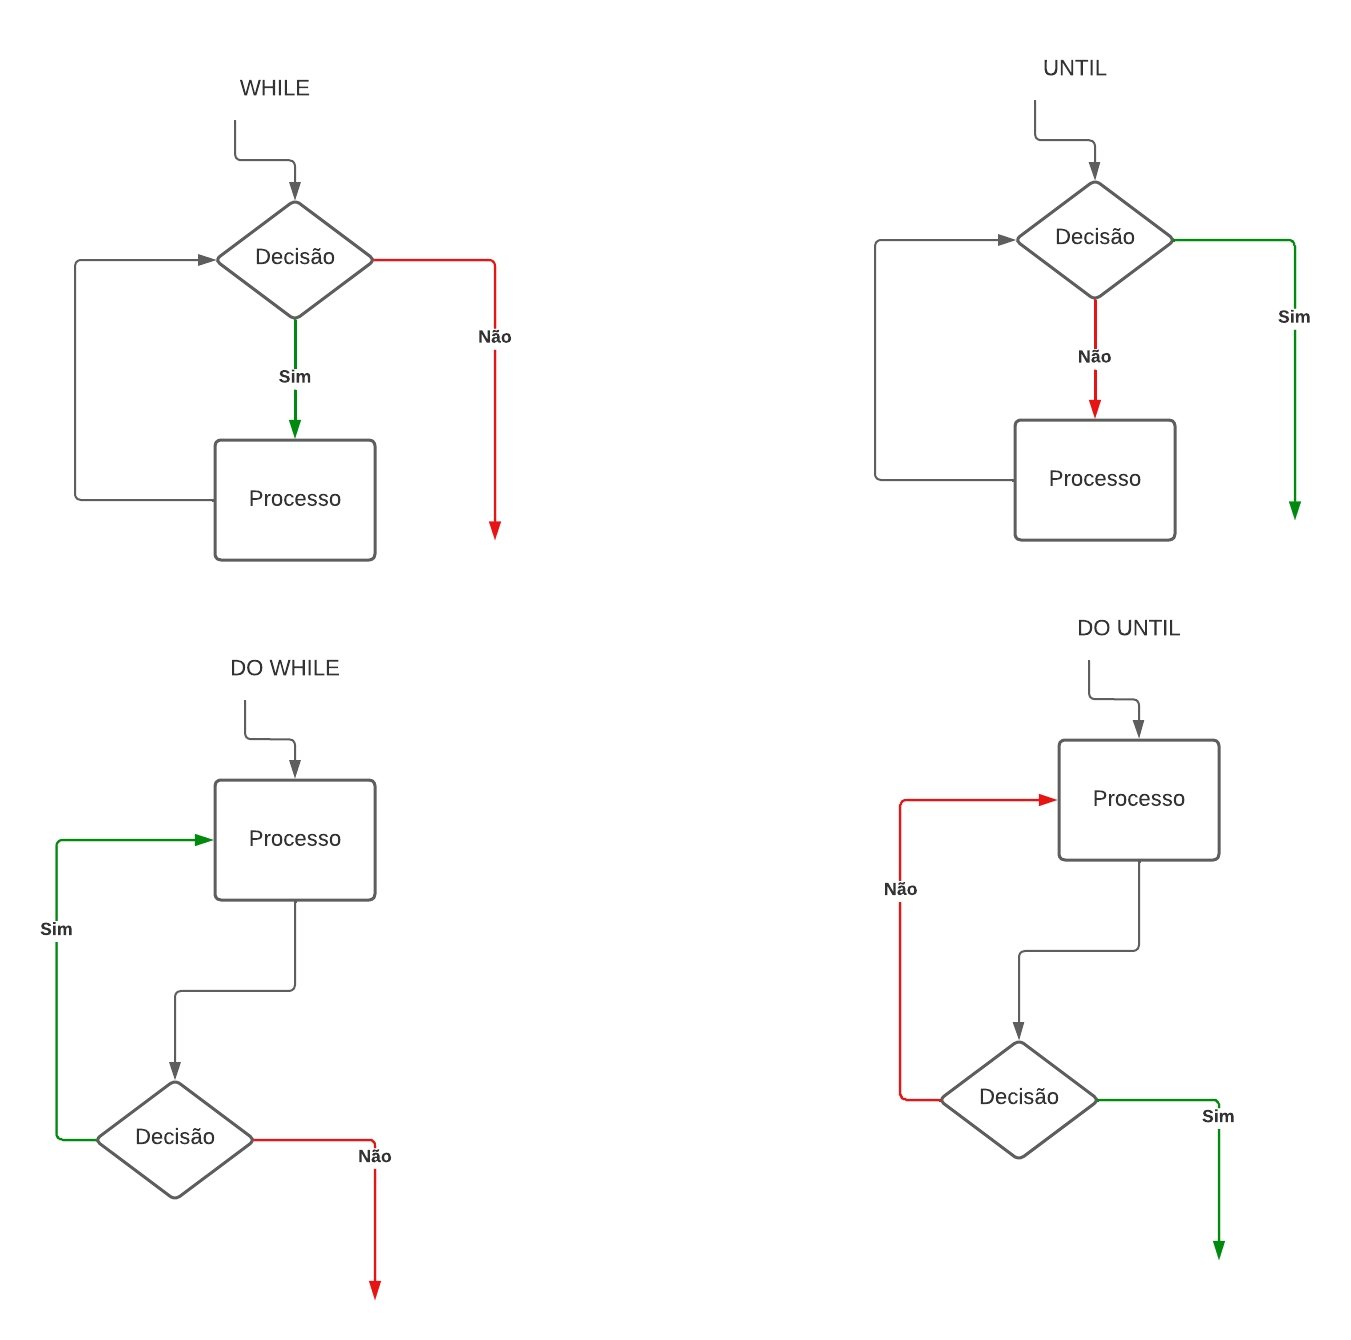 WHILE
Decisão
Sim
Não
Processo
UNTIL
Decisão
Não
Sim
Processo
DO WHILE
Processo
Sim
Decisão
Não
DO UNTIL
Processo
Não
Decisão
Sim